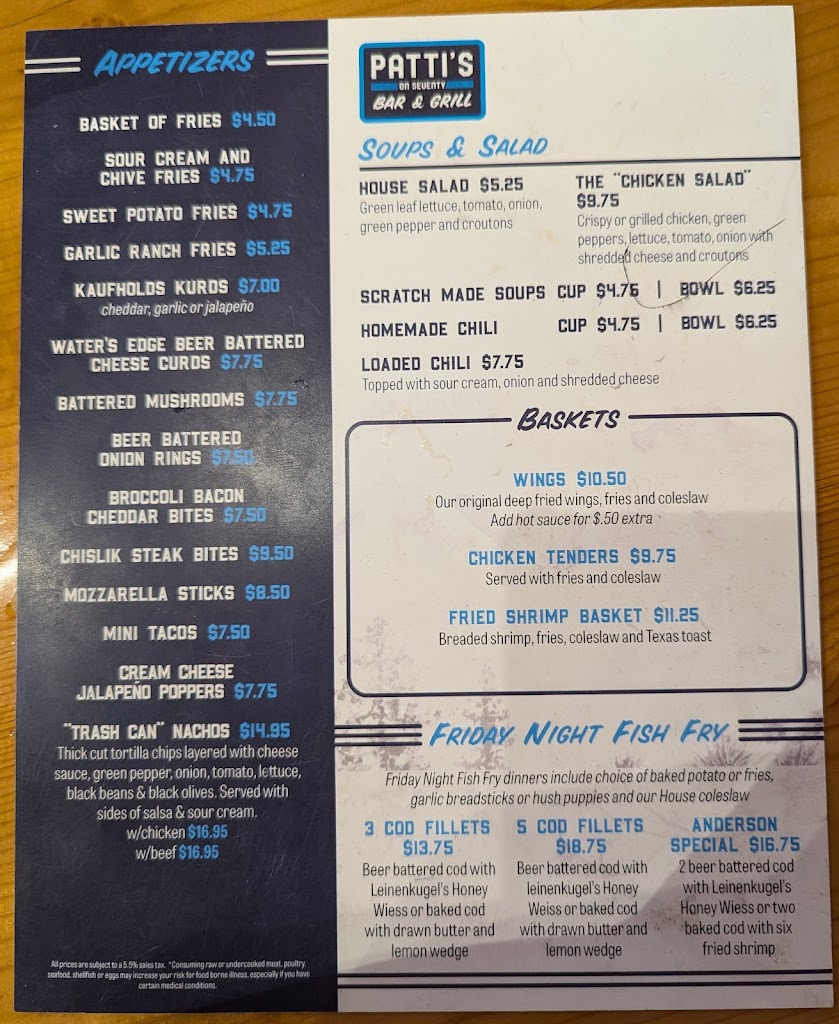 APPETIZERS
BASKET OF FRIES $4.50
SOUR CREAM AND
CHIVE FRIES $4.75
SWEET POTATO FRIES $4.75
GARLIC RANCH FRIES $5.25
KAUFHOLDS KURDS $7.00
cheddar, garlic or jalapeño
WATER'S EDGE BEER BATTERED
CHEESE CURDS $7.75
BATTERED MUSHROOMS $7.75
BEER BATTERED
ONION RINGS $7.50
BROCCOLI BACON
CHEDDAR BITES $7.50
CHISLIK STEAK BITES $9.50
MOZZARELLA STICKS $8.50
MINI TACOS $7.50
CREAM CHEESE
JALAPEÑO POPPERS $7.75
"TRASH CAN" NACHOS $14.95
Thick cut tortilla chips layered with cheese
sauce, green pepper, onion, tomato, lettuce,
black beans & black olives. Served with
sides of salsa & sour cream.
w/chicken $16.95
w/beef $16.95
All prices are subject to a 5.5% sales tax. *Consuming raw or undercooked meat, poultry,
seafood, shellfish or eggs may increase your risk for food borne illness, especially if you have
certain medical conditions.
PATTI'S
ON SEVENTY
BAR & GRILL
SOUPS & SALAD
HOUSE SALAD $5.25
Green leaf lettuce, tomato, onion,
green pepper and croutons
THE "CHICKEN SALAD"
$9.75
Crispy or grilled chicken, green
peppers, lettuce, tomato, onion with
shredded cheese and croutons
SCRATCH MADE SOUPS CUP $4.75 | BOWL $6.25
HOMEMADE CHILI CUP $4.75 | BOWL $6.25
LOADED CHILI $7.75
Topped with sour cream, onion and shredded cheese
BASKETS
WINGS $10.50
Our original deep fried wings, fries and coleslaw
Add hot sauce for $.50 extra
CHICKEN TENDERS $9.75
Served with fries and coleslaw
FRIED SHRIMP BASKET $11.25
Breaded shrimp, fries, coleslaw and Texas toast
FRIDAY NIGHT FISH FRY
Friday Night Fish Fry dinners include choice of baked potato or fries,
garlic breadsticks or hush puppies and our House coleslaw
3 COD FILLETS
$13.75
Beer battered cod with
Leinenkugel's Honey
Wiess or baked cod
with drawn butter and
lemon wedge
5 COD FILLETS
$18.75
Beer battered cod with
leinenkugel's Honey
Weiss or baked cod
with drawn butter and
lemon wedge
ANDERSON
SPECIAL $16.75
2 beer battered cod
with Leinenkugel's
Honey Wiess or two
baked cod with six
fried shrimp